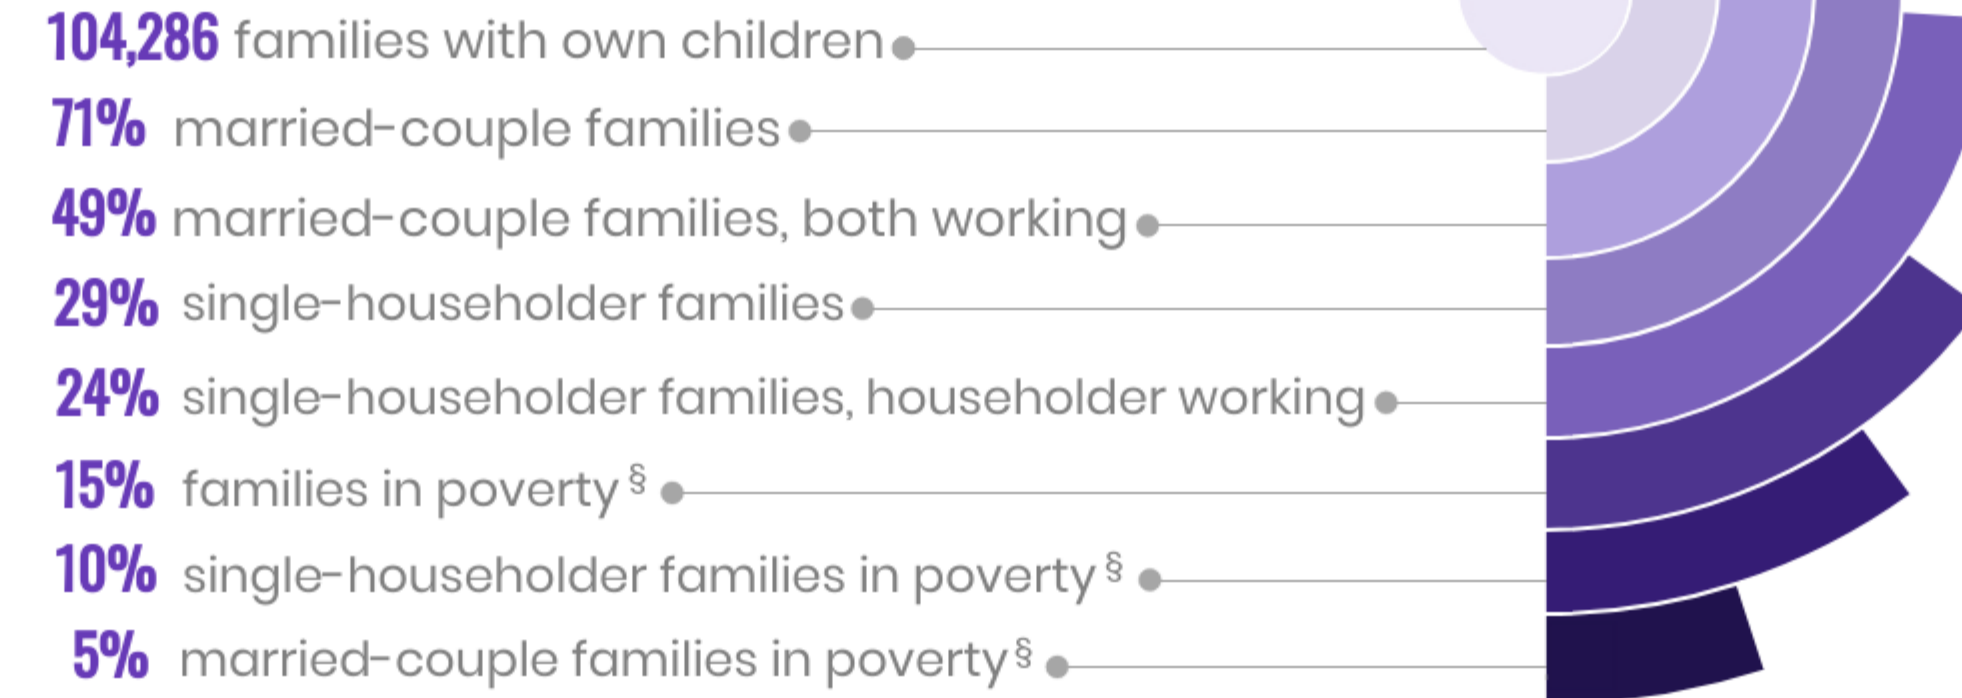 104,286 families with own children
71% married-couple families
49% married-couple families, both working
29% single-householder families
24% single-householder families, householder working
15% families in poverty §
10% single-householder families in poverty §
5% married-couple families in poverty §